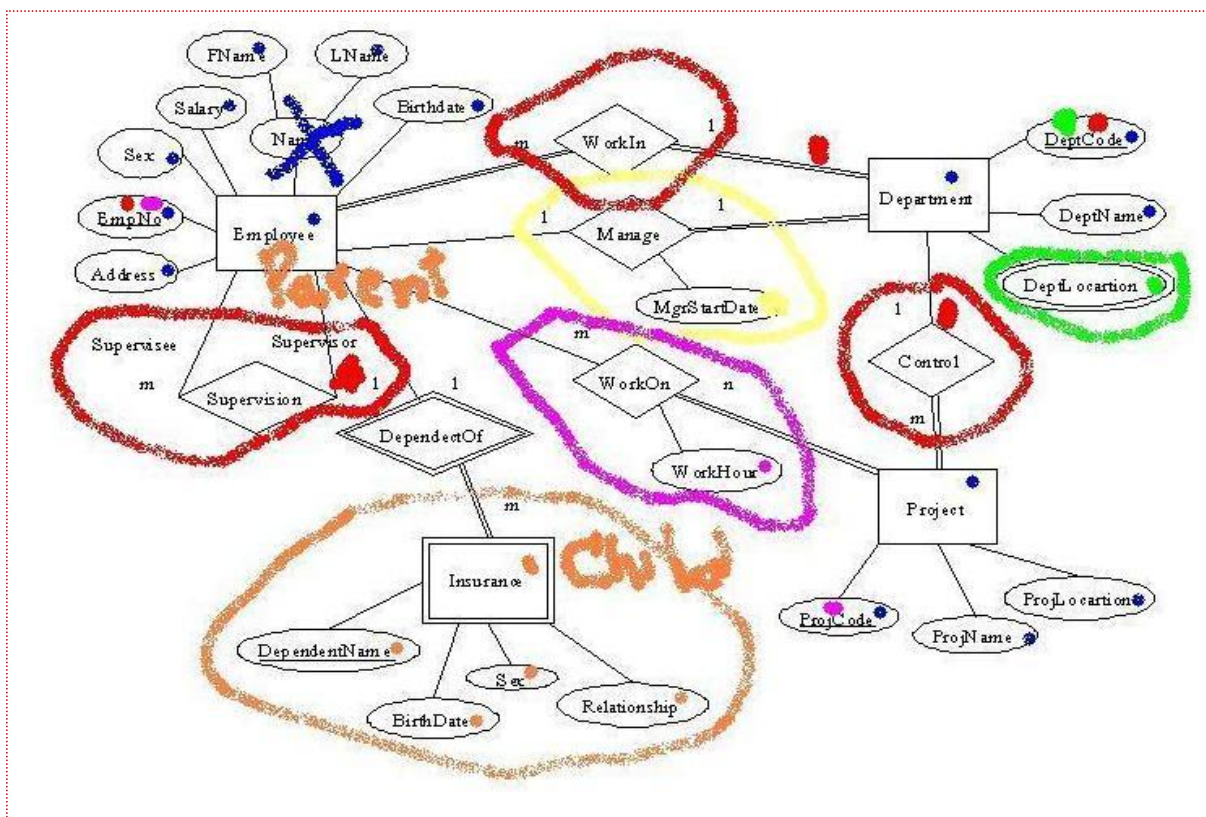 FName
LName
Salary
Birthdate
Name
Sex
EmpNo
Employee
Address
Parent
m
WorkIn
1
DeptCode
Department
DeptName
DeptLocartion
1
Manage
1
MgrStartDate
Supervisee
Supervisor
m
Supervision
1
1
DependectOf
m
m
WorkOn
n
WorkHour
1
Control
m
Project
ProjCode
ProjName
ProjLocartion
Insurance
Child
DependentName
BirthDate
Sex
Relationship